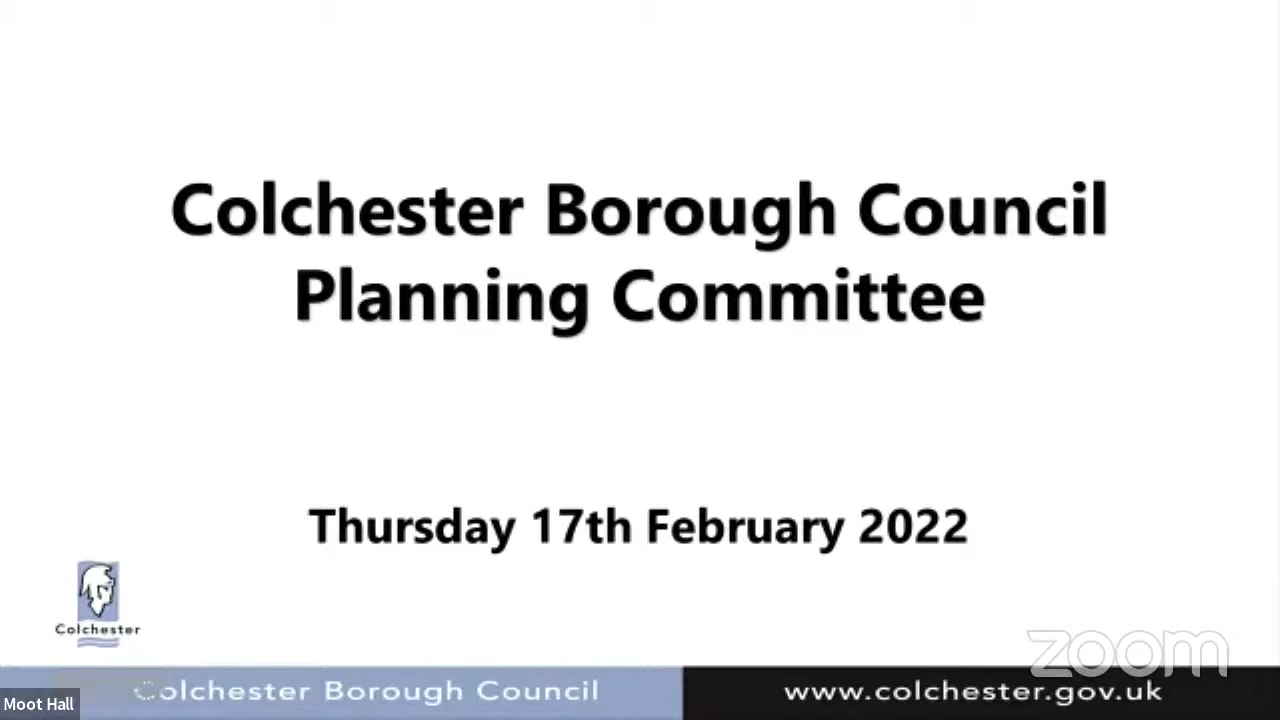 Colchester Borough Council
Planning Committee
Thursday 17th February 2022
Colchester
zoom
Colchester Borough Council
www.colchester.gov.uk
Moot Hall